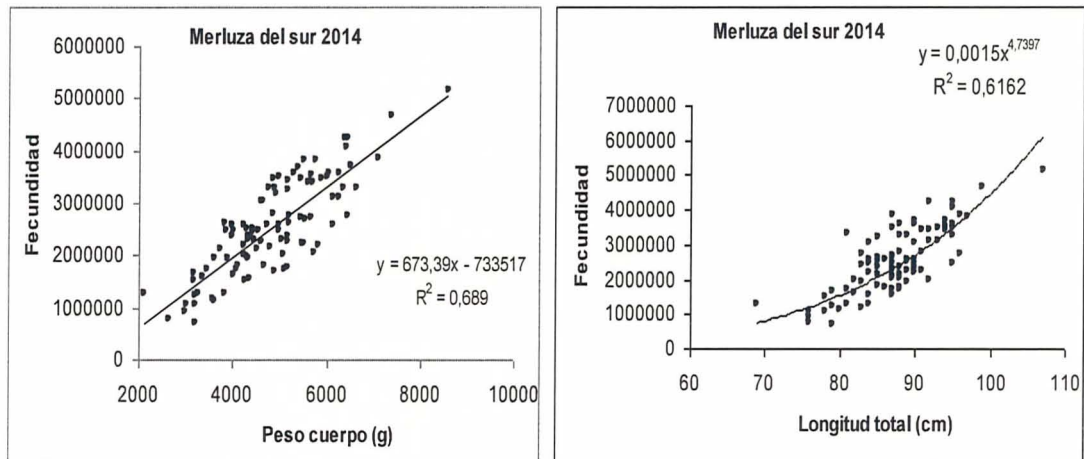 Merluza del sur 2014
6000000
5000000
4000000
3000000
2000000
1000000
0
Fecundidad
y = 673,39x - 733517
R² = 0,689
2000 4000 6000 8000 10000
Peso cuerpo (g)
Merluza del sur 2014
y = 0,0015x^4,7397
R² = 0,6162
7000000
6000000
5000000
4000000
3000000
2000000
1000000
0
Fecundidad
60 70 80 90 100 110
Longitud total (cm)